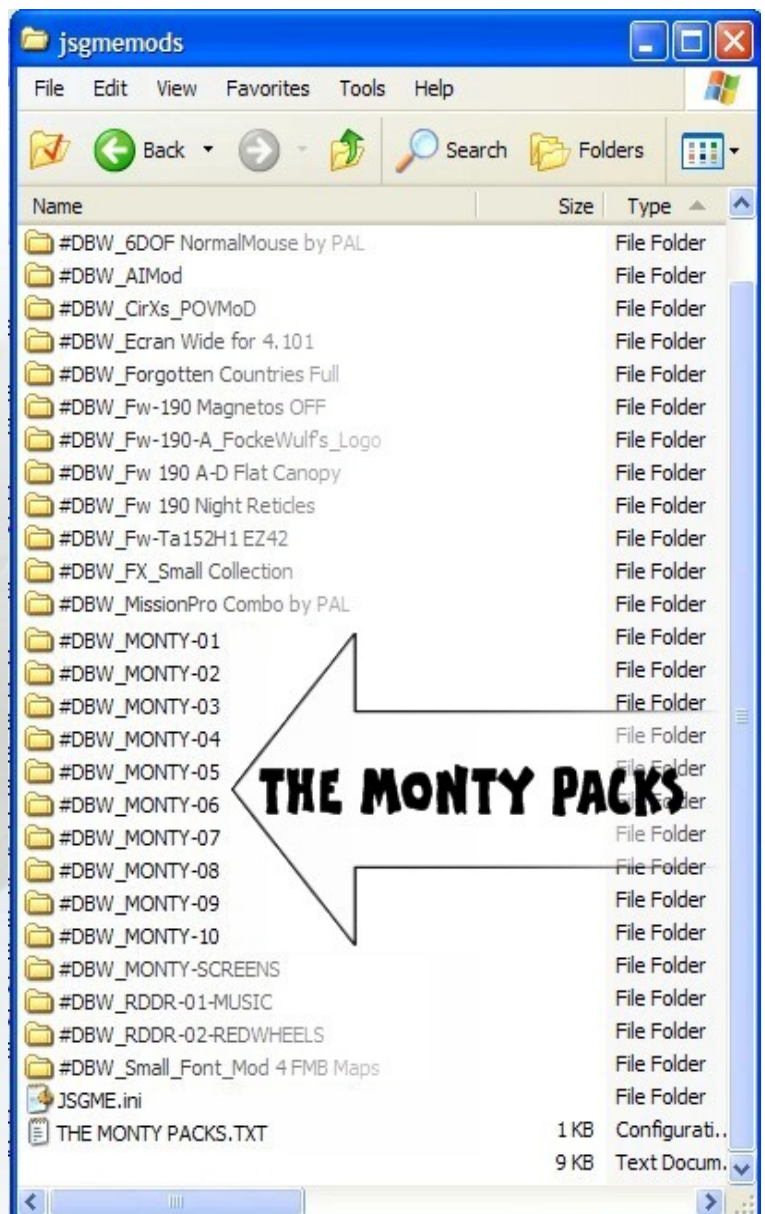 jsgmemods
File Edit View Favorites Tools Help
Back Search Folders
Name Size Type
#DBW_6DOF NormalMouse by PAL File Folder
#DBW_AIMod File Folder
#DBW_CirXs_POVMoD File Folder
#DBW_Ecran Wide for 4.101 File Folder
#DBW_Forgotten Countries Full File Folder
#DBW_Fw-190 Magnetos OFF File Folder
#DBW_Fw-190-A_FockeWulf's_Logo File Folder
#DBW_Fw 190 A-D Flat Canopy File Folder
#DBW_Fw 190 Night Reticles File Folder
#DBW_Fw-Ta152H1 EZ42 File Folder
#DBW_FX_Small Collection File Folder
#DBW_MissionPro Combo by PAL File Folder
#DBW_MONTY-01 File Folder
#DBW_MONTY-02 File Folder
#DBW_MONTY-03 File Folder
#DBW_MONTY-04 File Folder
#DBW_MONTY-05 File Folder
THE MONTY PACKS
#DBW_MONTY-06 File Folder
#DBW_MONTY-07 File Folder
#DBW_MONTY-08 File Folder
#DBW_MONTY-09 File Folder
#DBW_MONTY-10 File Folder
#DBW_MONTY-SCREENS File Folder
#DBW_RDDR-01-MUSIC File Folder
#DBW_RDDR-02-REDWHEELS File Folder
#DBW_Small_Font_Mod 4 FMB Maps File Folder
JSGME.ini File Folder
THE MONTY PACKS.TXT 1 KB Configurati..
9 KB Text Docum.